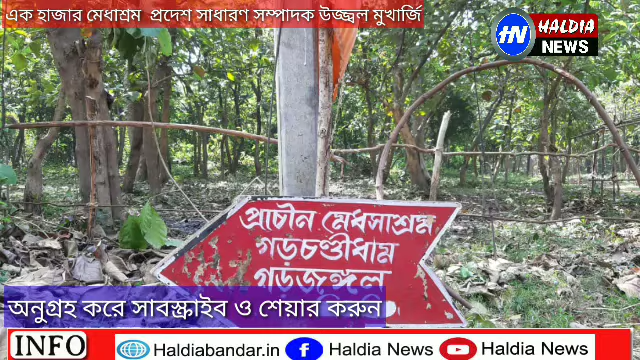 এক হাজার মেধাশ্রম প্রদেশ সাধারণ সম্পাদক উজ্জ্বল মুখার্জি
HN HALDIA NEWS
প্রাচীন মেধসাশ্রম
গড়চণ্ডীধাম
গড়জঙ্গল
অনুগ্রহ করে সাবস্ক্রাইব ও শেয়ার করুন
INFO Haldiabandar.in Haldia News Haldia News